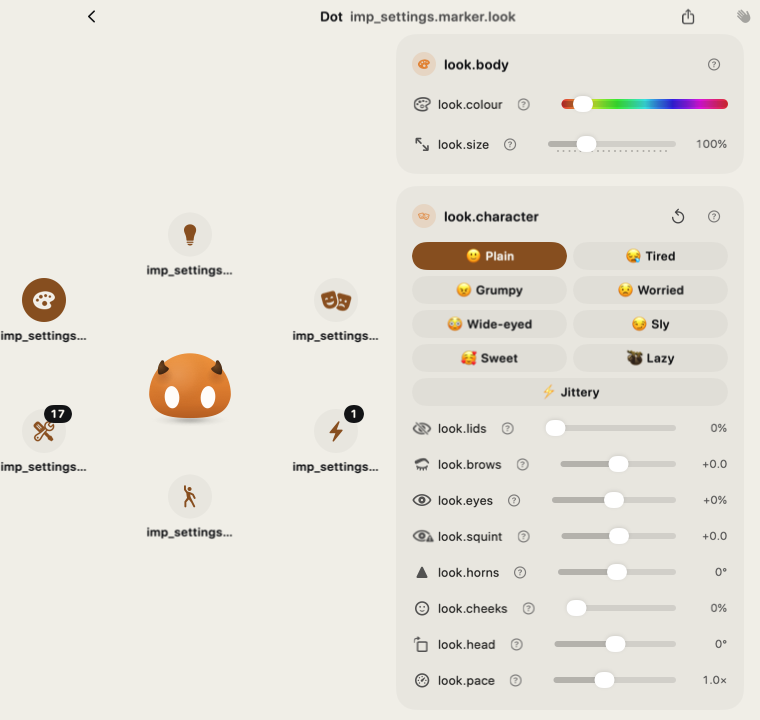 Dot imp_settings.marker.look
look.body
look.colour
look.size 100%
look.character
🙂 Plain
😪 Tired
😠 Grumpy
😟 Worried
😳 Wide-eyed
😏 Sly
🥰 Sweet
🦥 Lazy
⚡ Jittery
look.lids 0%
look.brows +0.0
look.eyes +0%
look.squint +0.0
look.horns 0°
look.cheeks 0%
look.head 0°
look.pace 1.0×
imp_settings...
imp_settings...
imp_settings...
17
imp_settings...
1
imp_settings...
imp_settings...